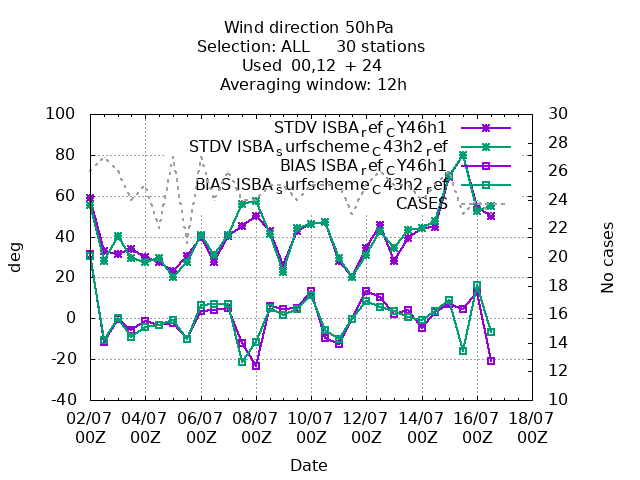 Wind direction 50hPa
Selection: ALL 30 stations
Used 00,12 + 24
Averaging window: 12h
100
80
60
40
20
0
-20
-40
30
28
26
24
22
20
18
16
14
12
10
deg
No cases
STDV ISBA_ref_CY46h1
STDV ISBA_surfscheme_C43h2_ref
BIAS ISBA_ref_CY46h1
BIAS ISBA_surfscheme_C43h2_ref
CASES
02/07 04/07 06/07 08/07 10/07 12/07 14/07 16/07 18/07
00Z 00Z 00Z 00Z 00Z 00Z 00Z 00Z 00Z
Date